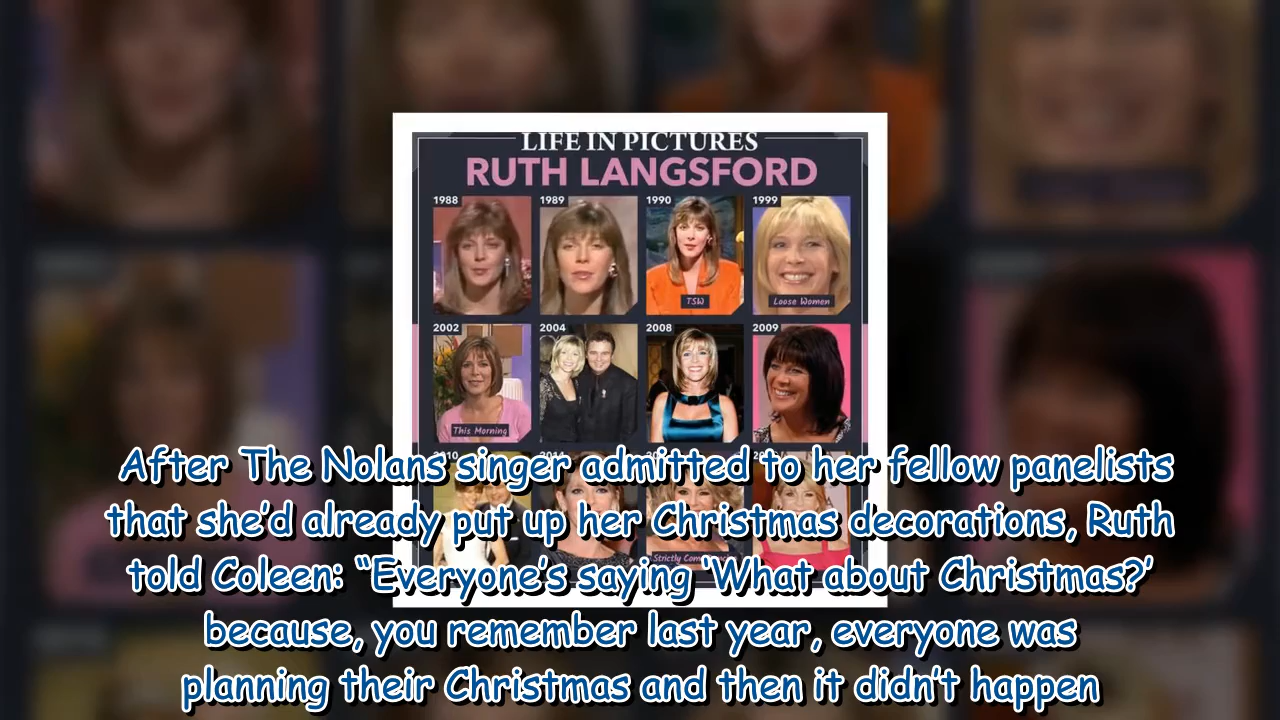 LIFE IN PICTURES
RUTH LANGSFORD
1988 1989 1990 1999
TSW Loose Women
2002 2004 2008 2009
This Morning
2010
After The Nolans singer admitted to her fellow panelists
that she’d already put up her Christmas decorations, Ruth
told Coleen: “Everyone’s saying ‘What about Christmas?’
because, you remember last year, everyone was
planning their Christmas and then it didn’t happen